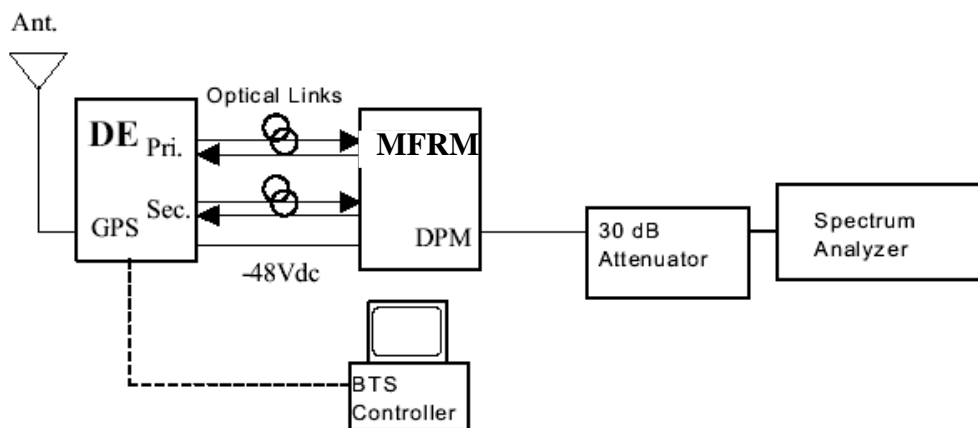 Ant.
Optical Links
DE
Pri.
MFRM
Sec.
GPS
DPM
30 dB
Attenuator
Spectrum
Analyzer
-48Vdc
BTS
Controller